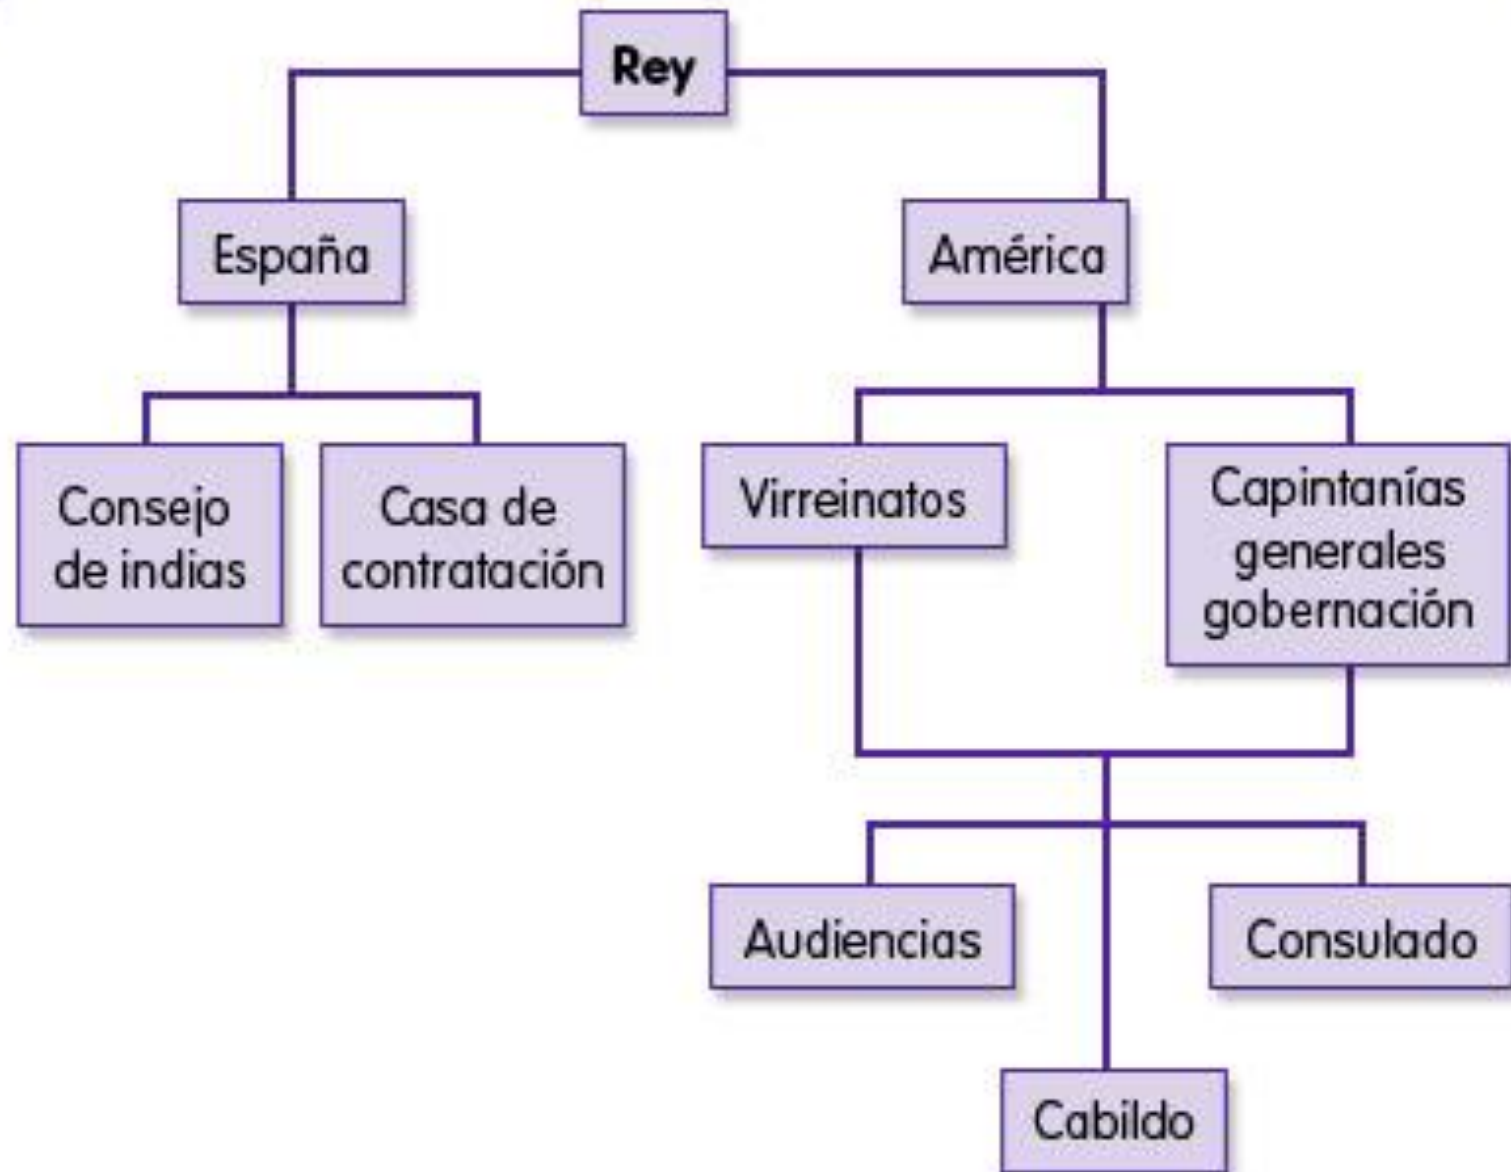 Rey
España
América
Consejo
de indias
Casa de
contratación
Virreinatos
Capintanías
generales
gobernación
Audiencias
Consulado
Cabildo